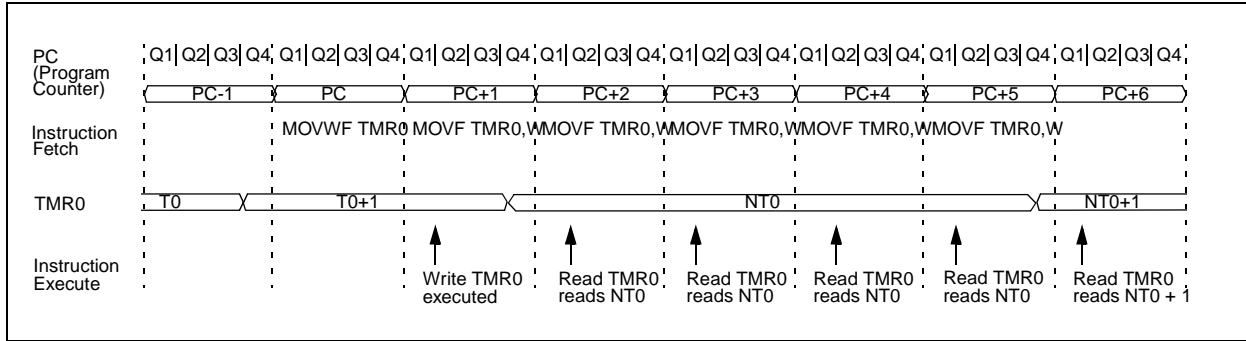 PC (Program Counter)
Q1 Q2 Q3 Q4 Q1 Q2 Q3 Q4 Q1 Q2 Q3 Q4 Q1 Q2 Q3 Q4 Q1 Q2 Q3 Q4 Q1 Q2 Q3 Q4 Q1 Q2 Q3 Q4 Q1 Q2 Q3 Q4
PC-1 PC PC+1 PC+2 PC+3 PC+4 PC+5 PC+6
Instruction Fetch
MOVWF TMR0 MOVF TMR0,W MOVF TMR0,W MOVF TMR0,W MOVF TMR0,W MOVF TMR0,W
TMR0
T0 T0+1 NT0 NT0+1
Instruction Execute
Write TMR0
executed
Read TMR0
reads NT0
Read TMR0
reads NT0
Read TMR0
reads NT0
Read TMR0
reads NT0
Read TMR0
reads NT0 + 1